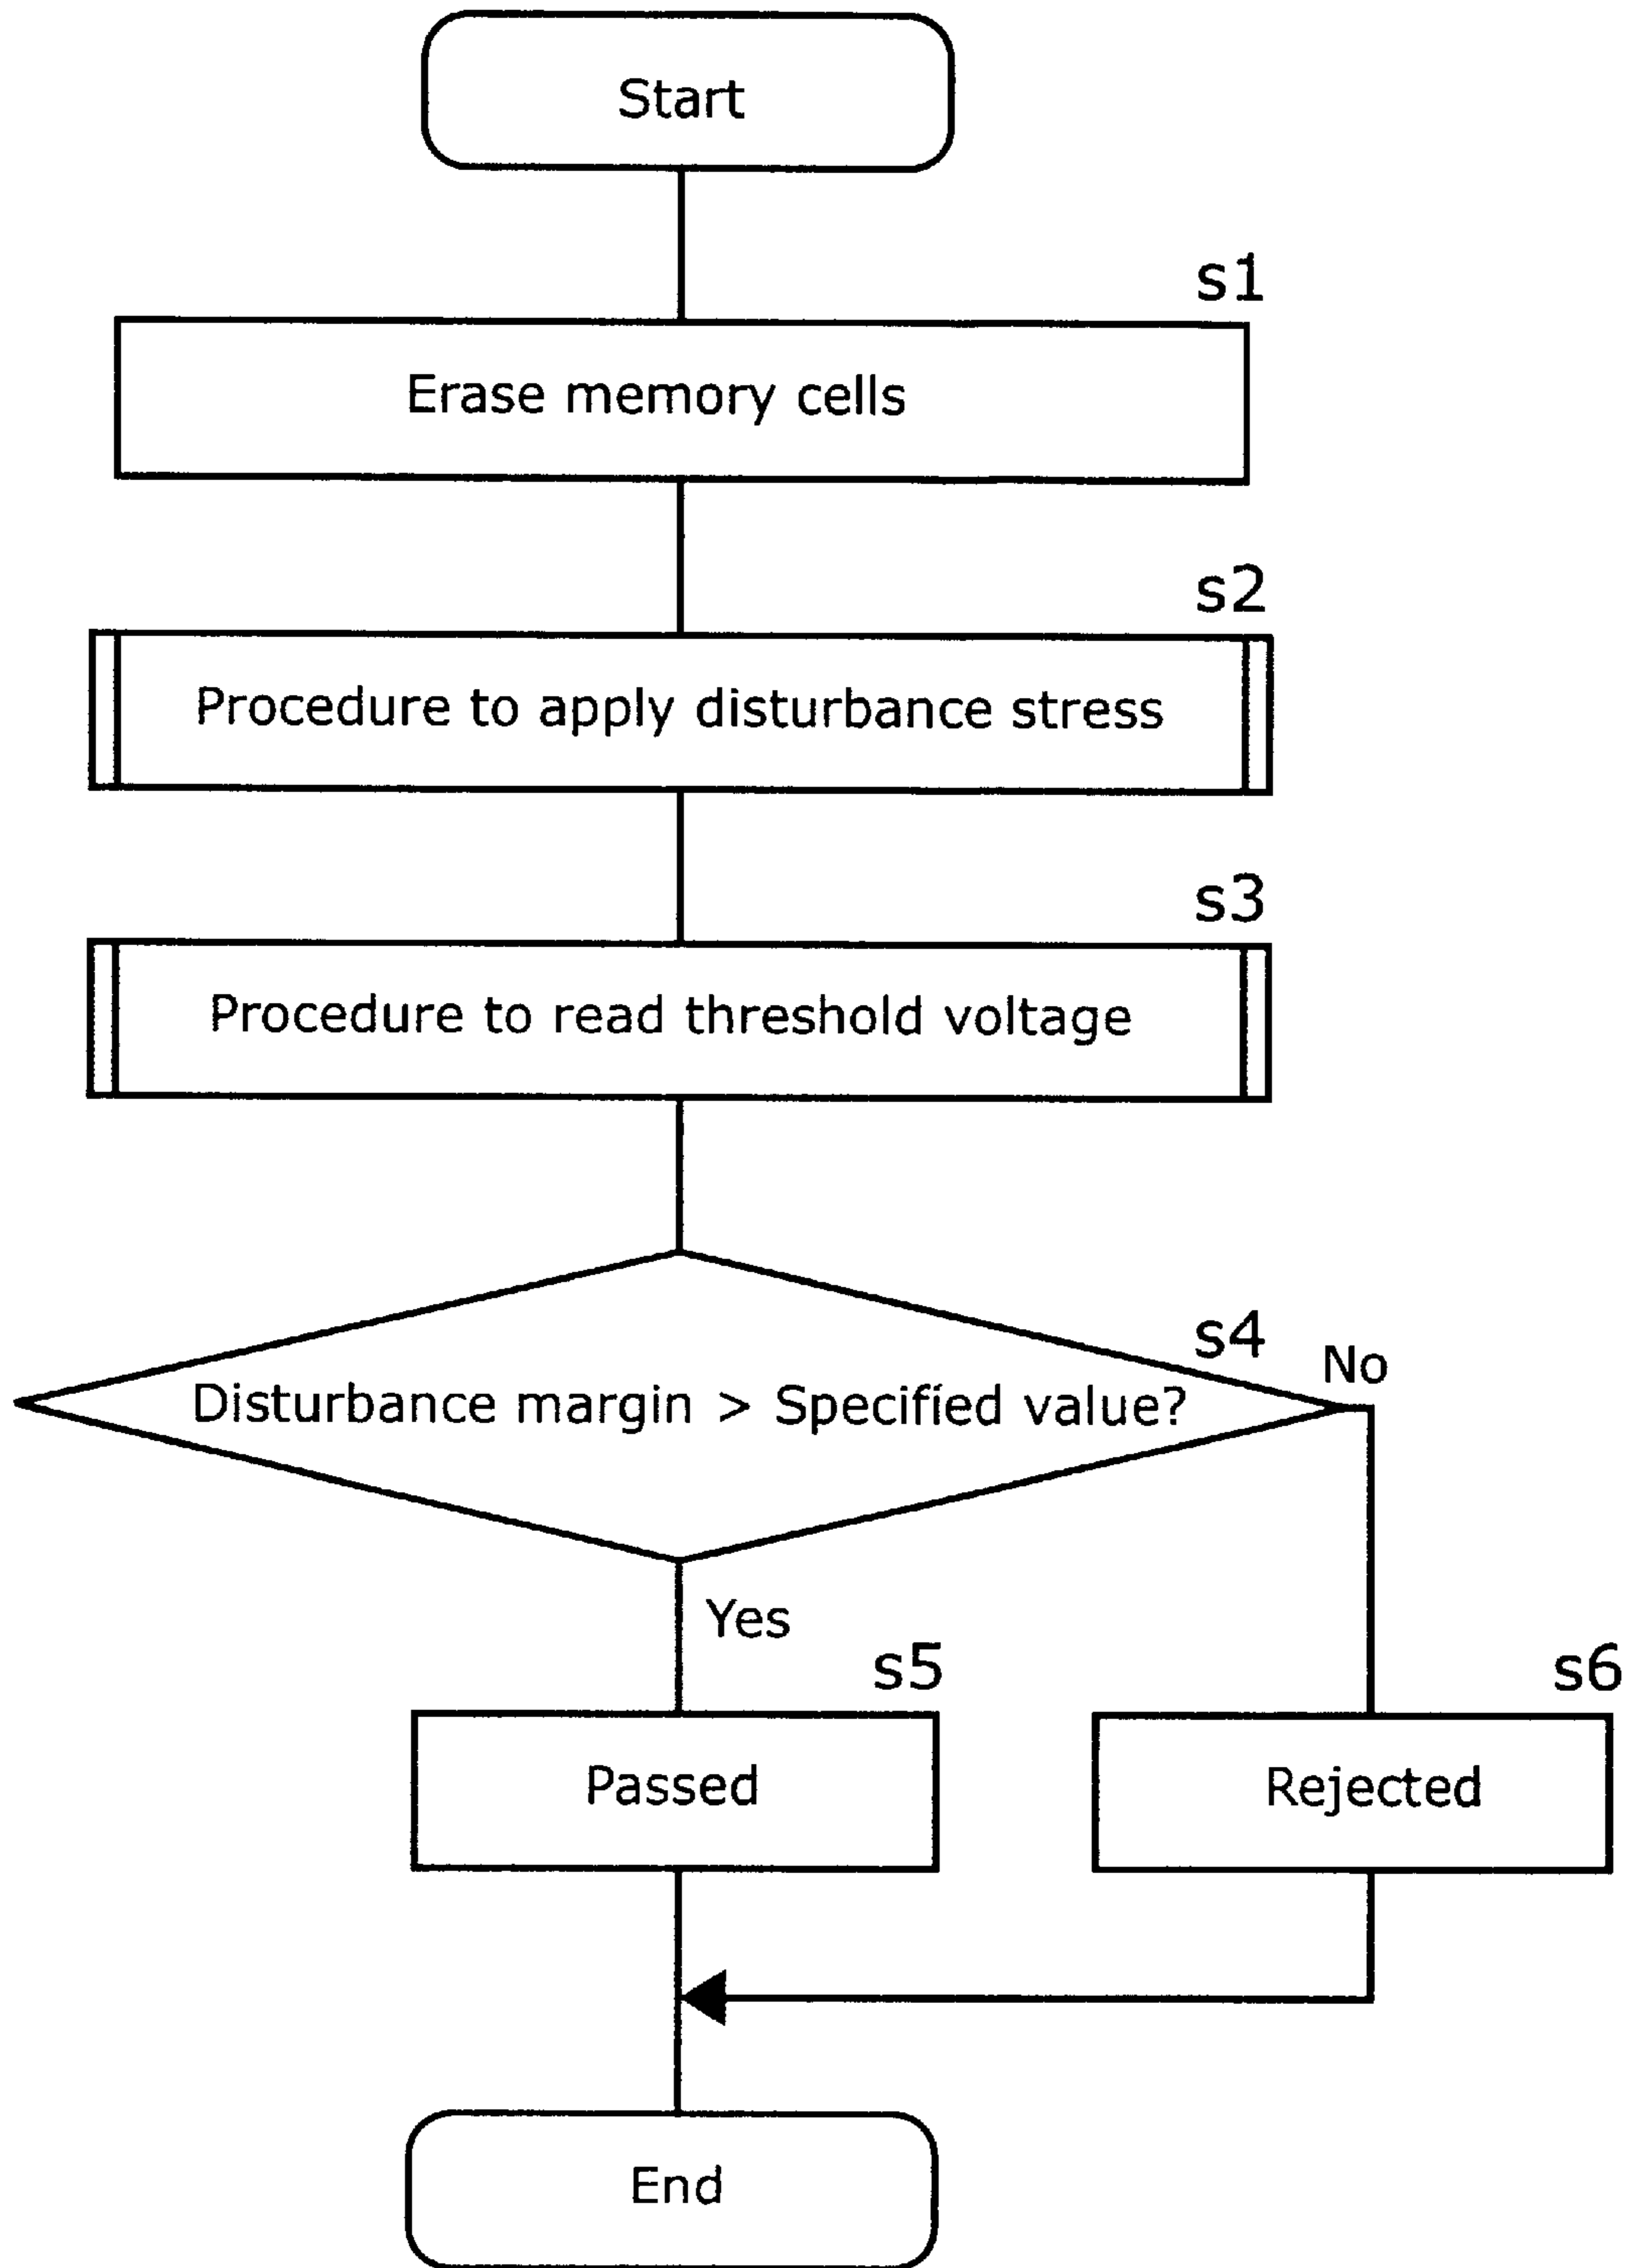 Start
s1
Erase memory cells
s2
Procedure to apply disturbance stress
s3
Procedure to read threshold voltage
s4
No
Disturbance margin > Specified value?
Yes
s5
s6
Passed
Rejected
End